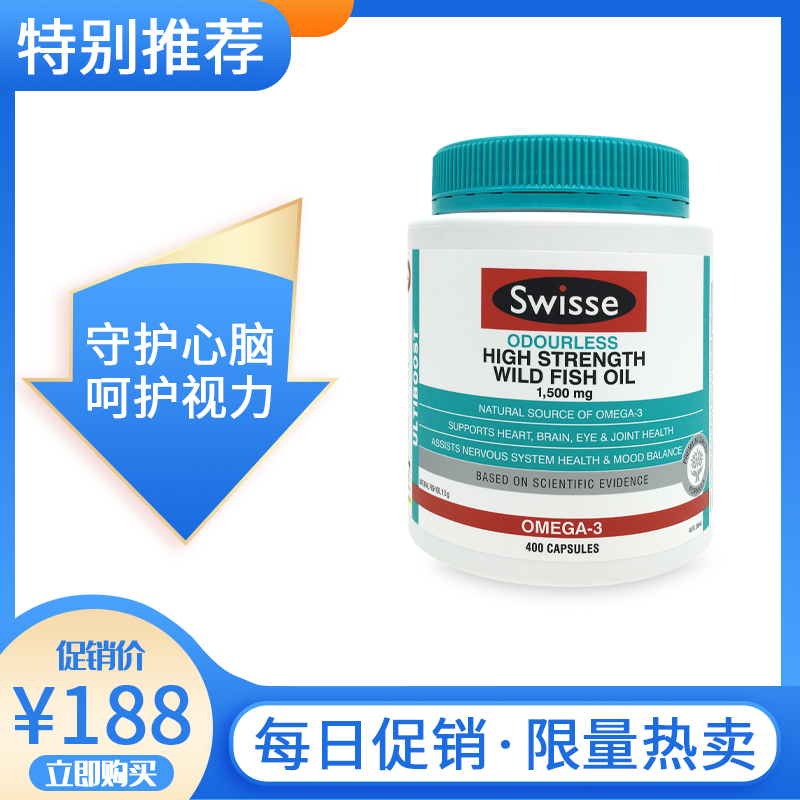 特别推荐
守护心脑
呵护视力
Swisse
ODOURLESS
HIGH STRENGTH
WILD FISH OIL
1,500 mg
NATURAL SOURCE OF OMEGA-3
SUPPORTS HEART, BRAIN, EYE & JOINT HEALTH
ASSISTS NERVOUS SYSTEM HEALTH & MOOD BALANCE
BASED ON SCIENTIFIC EVIDENCE
ULTIBOOST
OMEGA-3
400 CAPSULES
促销价
¥188
立即购买
每日促销·限量热卖